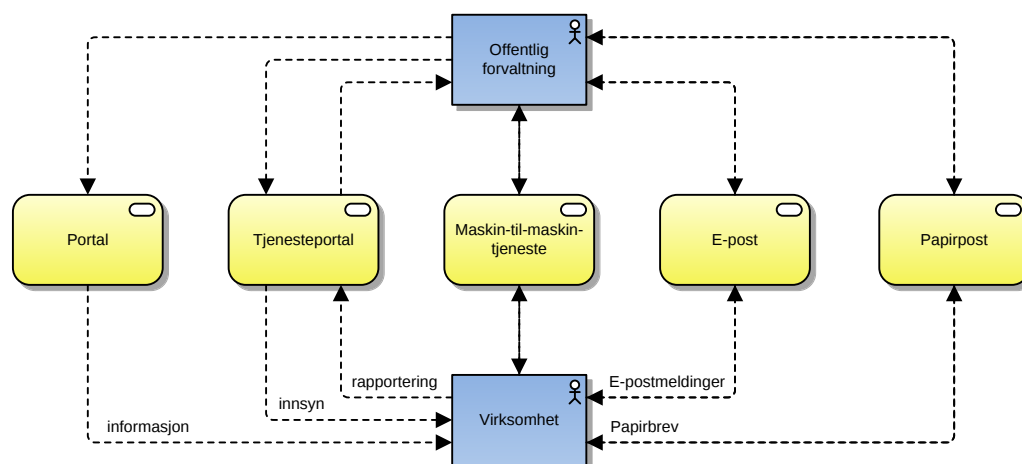 Offentlig
forvaltning
Portal
Tjenesteportal
Maskin-til-maskin-
tjeneste
E-post
Papirpost
rapportering
E-postmeldinger
innsyn
Virksomhet
informasjon
Papirbrev